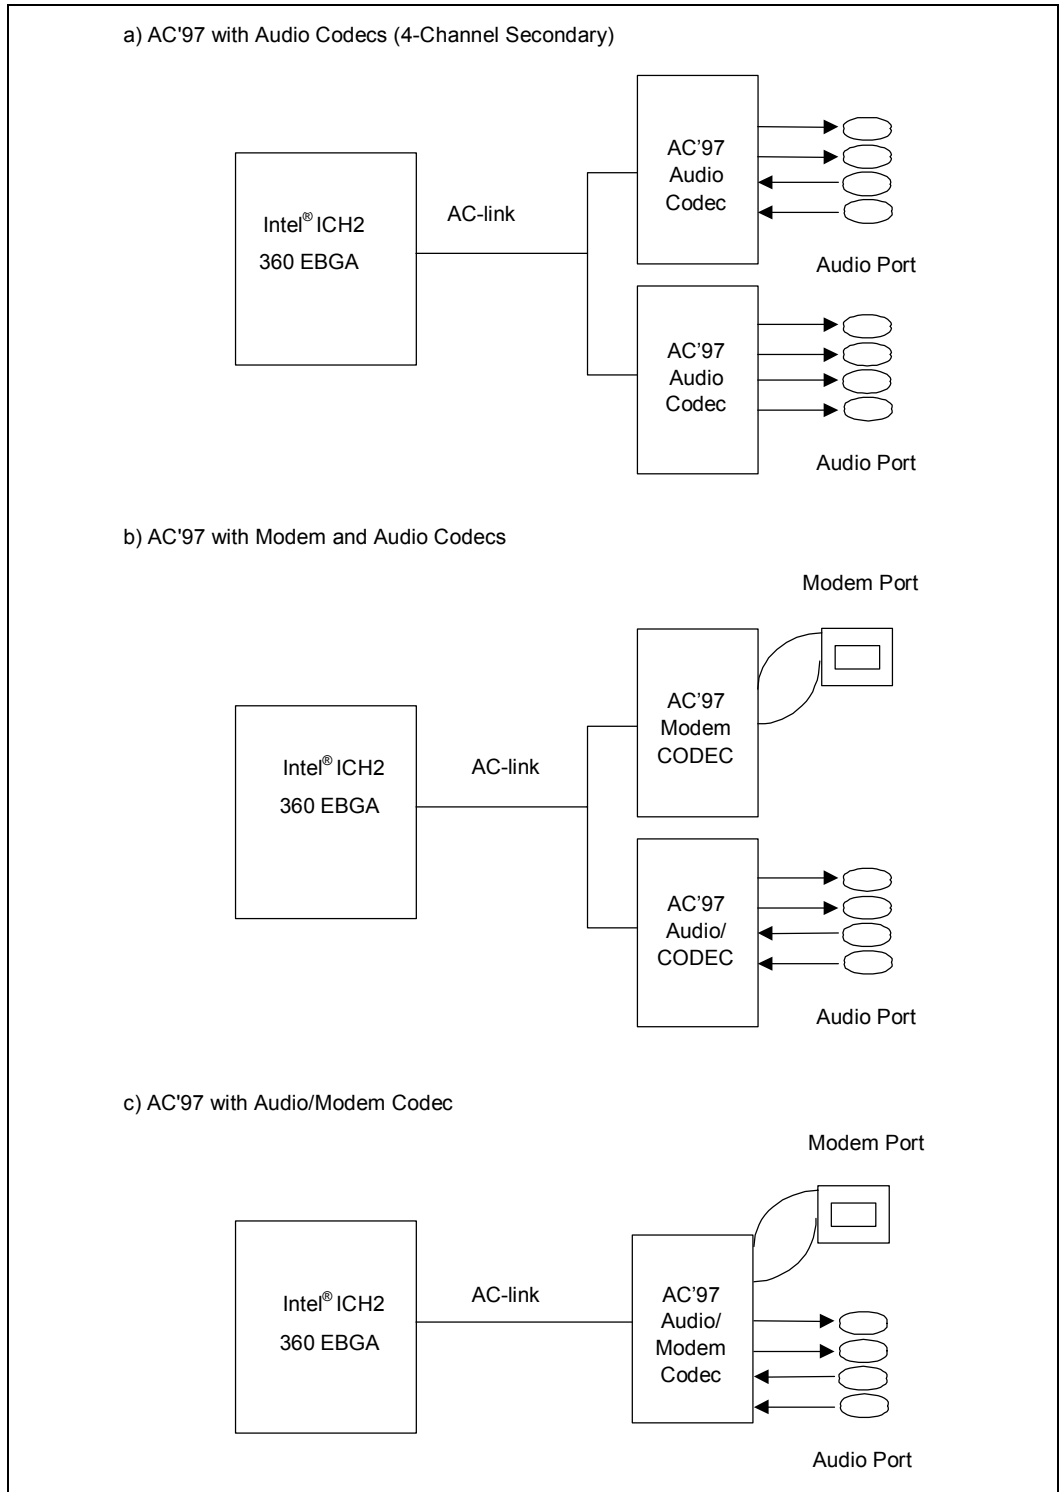 a) AC'97 with Audio Codecs (4-Channel Secondary)
Intel® ICH2
360 EBGA
AC-link
AC’97
Audio
Codec
Audio Port
AC’97
Audio
Codec
Audio Port
b) AC'97 with Modem and Audio Codecs
Modem Port
Intel® ICH2
360 EBGA
AC-link
AC’97
Modem
CODEC
AC’97
Audio/
CODEC
Audio Port
c) AC'97 with Audio/Modem Codec
Modem Port
Intel® ICH2
360 EBGA
AC-link
AC’97
Audio/
Modem
Codec
Audio Port